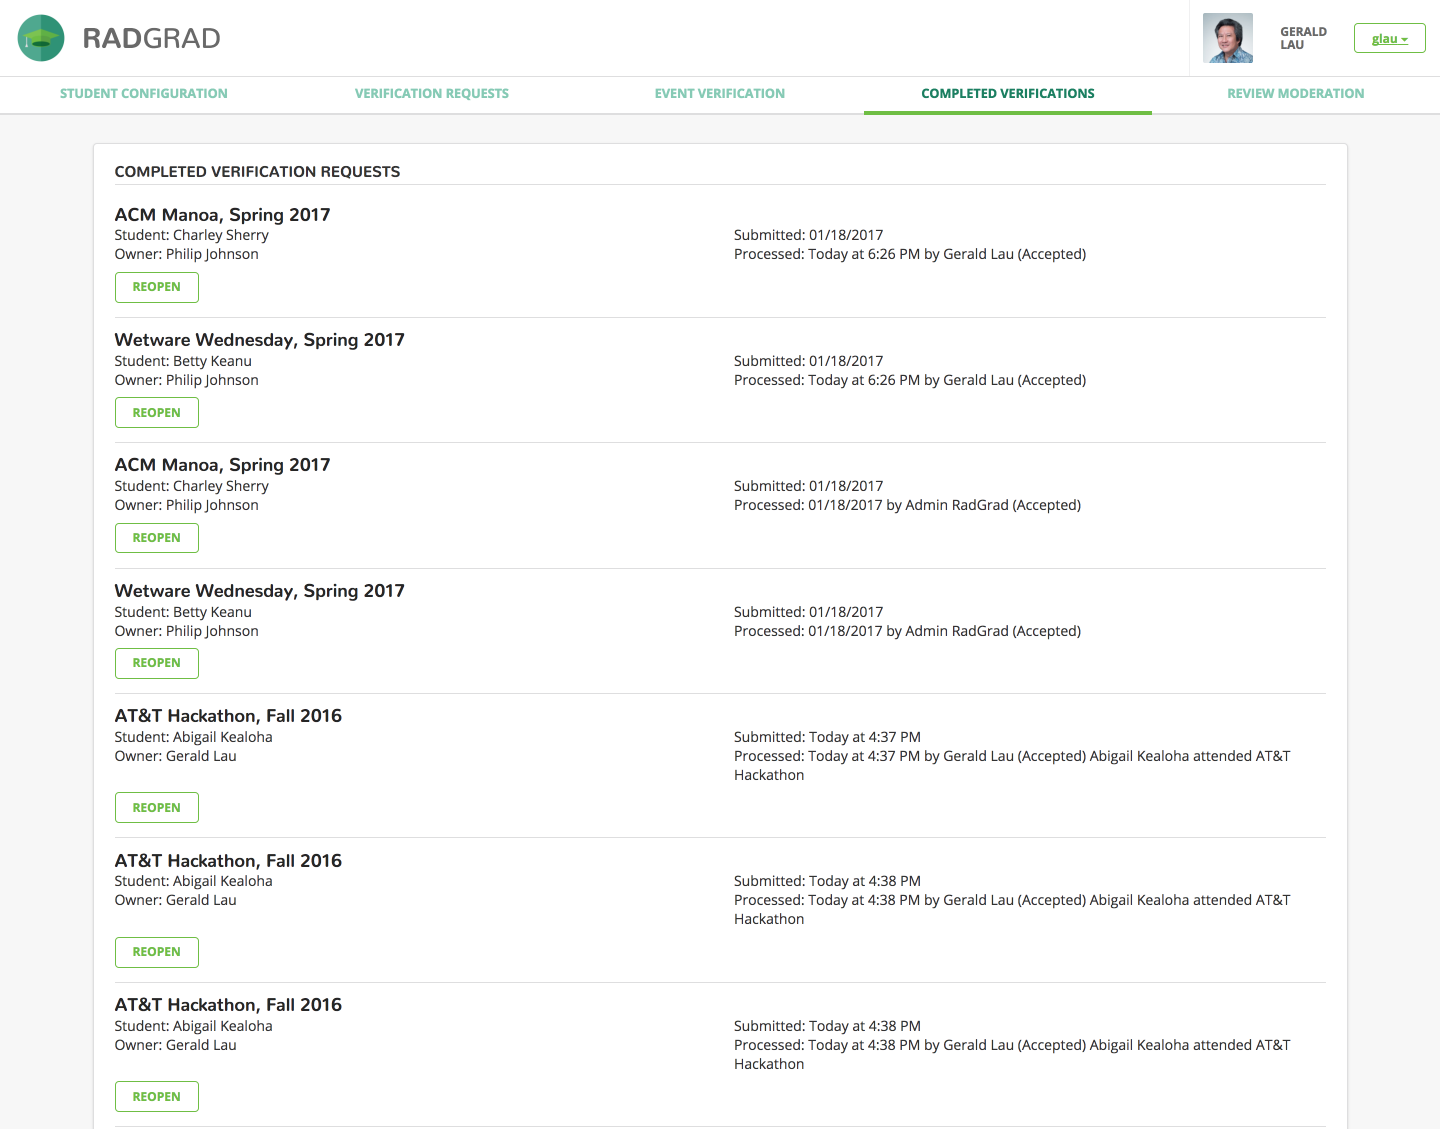 RADGRAD
GERALD
LAU
glau
STUDENT CONFIGURATION
VERIFICATION REQUESTS
EVENT VERIFICATION
COMPLETED VERIFICATIONS
REVIEW MODERATION
COMPLETED VERIFICATION REQUESTS
ACM Manoa, Spring 2017
Student: Charley Sherry
Owner: Philip Johnson
Submitted: 01/18/2017
Processed: Today at 6:26 PM by Gerald Lau (Accepted)
REOPEN
Wetware Wednesday, Spring 2017
Student: Betty Keanu
Owner: Philip Johnson
Submitted: 01/18/2017
Processed: Today at 6:26 PM by Gerald Lau (Accepted)
REOPEN
ACM Manoa, Spring 2017
Student: Charley Sherry
Owner: Philip Johnson
Submitted: 01/18/2017
Processed: 01/18/2017 by Admin RadGrad (Accepted)
REOPEN
Wetware Wednesday, Spring 2017
Student: Betty Keanu
Owner: Philip Johnson
Submitted: 01/18/2017
Processed: 01/18/2017 by Admin RadGrad (Accepted)
REOPEN
AT&T Hackathon, Fall 2016
Student: Abigail Kealoha
Owner: Gerald Lau
Submitted: Today at 4:37 PM
Processed: Today at 4:37 PM by Gerald Lau (Accepted) Abigail Kealoha attended AT&T
Hackathon
REOPEN
AT&T Hackathon, Fall 2016
Student: Abigail Kealoha
Owner: Gerald Lau
Submitted: Today at 4:38 PM
Processed: Today at 4:38 PM by Gerald Lau (Accepted) Abigail Kealoha attended AT&T
Hackathon
REOPEN
AT&T Hackathon, Fall 2016
Student: Abigail Kealoha
Owner: Gerald Lau
Submitted: Today at 4:38 PM
Processed: Today at 4:38 PM by Gerald Lau (Accepted) Abigail Kealoha attended AT&T
Hackathon
REOPEN